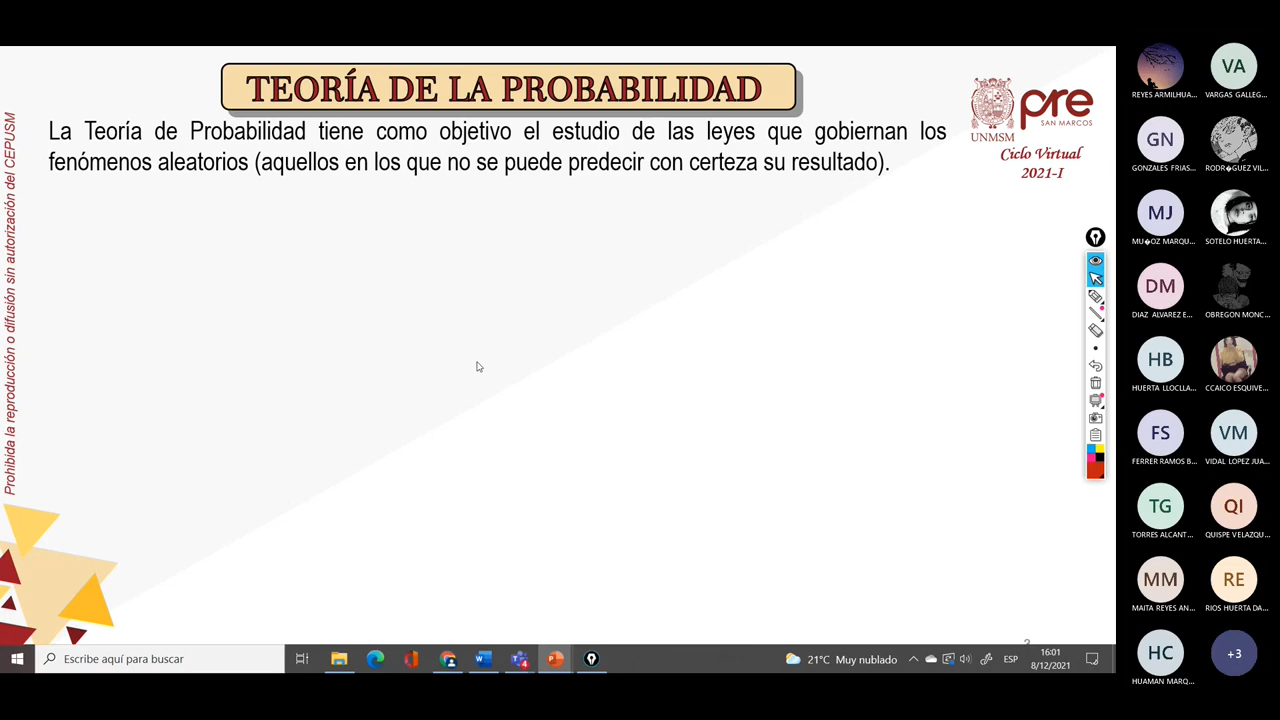 TEORÍA DE LA PROBABILIDAD
La Teoría de Probabilidad tiene como objetivo el estudio de las leyes que gobiernan los
fenómenos aleatorios (aquellos en los que no se puede predecir con certeza su resultado).
UNMSM
pre
SAN MARCOS
Ciclo Virtual
2021-I
Prohibida la reproducción o difusión sin autorización del CEPUSM
REYES ARMILHUA...
VA
VARGAS GALLEG...
GN
GONZALES FRIAS...
RODR�GUEZ VIL...
MJ
MU�OZ MARQU...
SOTELO HUERTA...
DM
DIAZ ALVAREZ E...
OBREGON MONC...
HB
HUERTA LLOCLLA...
CCAICO ESQUIVE...
FS
FERRER RAMOS B...
VM
VIDAL LOPEZ JUA...
TG
TORRES ALCANT...
QI
QUISPE VELAZQU...
MM
MAITA REYES AN...
RE
RIOS HUERTA DA...
HC
HUAMAN MARQ...
+3
Escribe aquí para buscar
21°C Muy nublado
ESP
16:01
8/12/2021